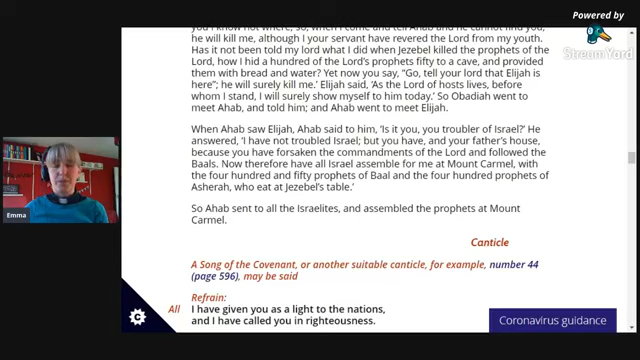 Powered by
StreamYard
you I know not where; so, when I come and tell Ahab and he cannot find you,
he will kill me, although I your servant have revered the Lord from my youth.
Has it not been told my lord what I did when Jezebel killed the prophets of the
Lord, how I hid a hundred of the Lord's prophets fifty to a cave, and provided
them with bread and water? Yet now you say, "Go, tell your lord that Elijah is
here"; he will surely kill me.' Elijah said, 'As the Lord of hosts lives, before
whom I stand, I will surely show myself to him today.' So Obadiah went to
meet Ahab, and told him; and Ahab went to meet Elijah.
When Ahab saw Elijah, Ahab said to him, 'Is it you, you troubler of Israel?' He
answered, 'I have not troubled Israel; but you have, and your father's house,
because you have forsaken the commandments of the Lord and followed the
Baals. Now therefore have all Israel assemble for me at Mount Carmel, with
the four hundred and fifty prophets of Baal and the four hundred prophets of
Asherah, who eat at Jezebel's table.'
So Ahab sent to all the Israelites, and assembled the prophets at Mount
Carmel.
Canticle
A Song of the Covenant, or another suitable canticle, for example, number 44
(page 596), may be said
Refrain:
All I have given you as a light to the nations,
and I have called you in righteousness.
Emma
C
Coronavirus guidance